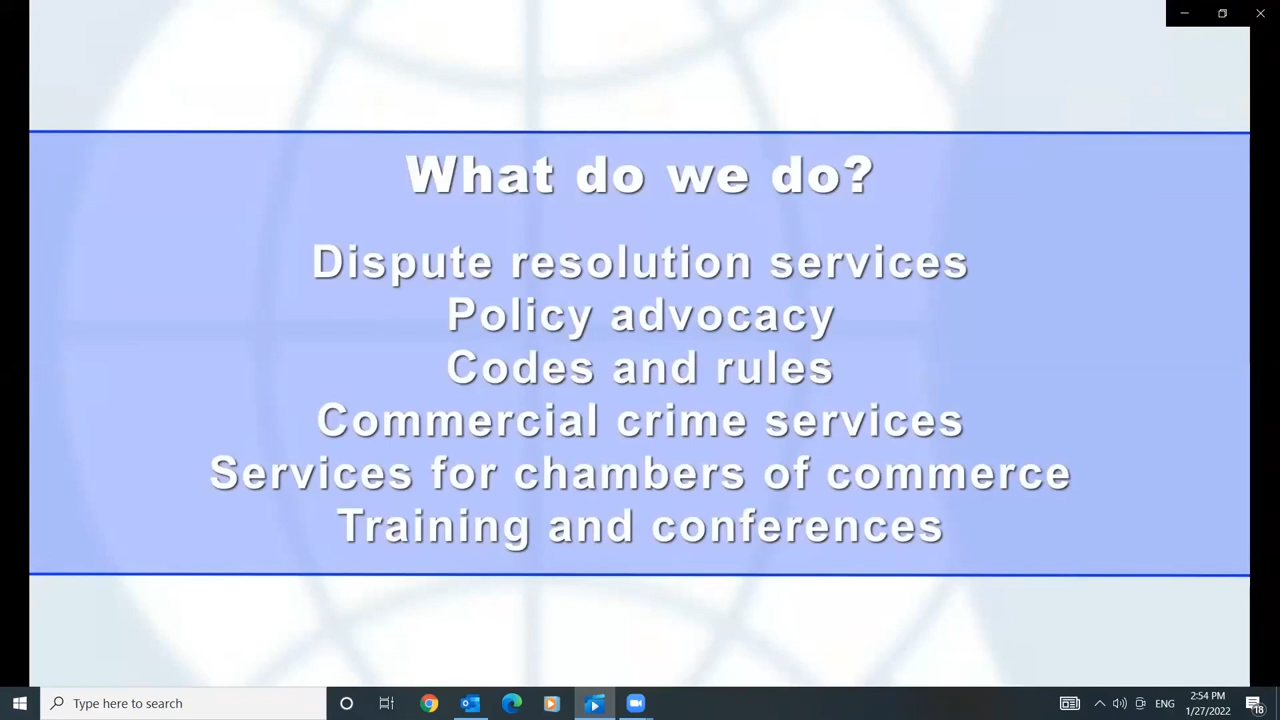 What do we do?
Dispute resolution services
Policy advocacy
Codes and rules
Commercial crime services
Services for chambers of commerce
Training and conferences
Type here to search
ENG
2:54 PM
1/27/2022
18